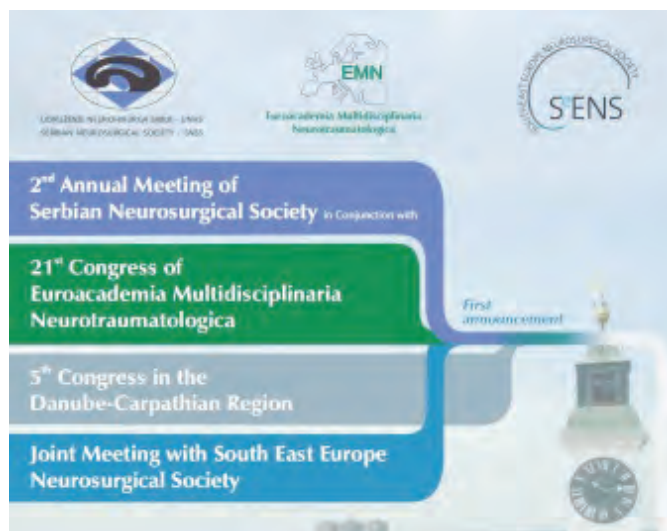 UDRUŽENJE NEUROHIRURGA SRBIJE - UNHS
SERBIAN NEUROSURGICAL SOCIETY - SNSS
EMN
Euroacademia Multidisciplinaria
Neurotraumatologica
SOUTHEAST EUROPE NEUROSURGICAL SOCIETY
SeENS
2nd Annual Meeting of
Serbian Neurosurgical Society in Conjunction with
21st Congress of
Euroacademia Multidisciplinaria
Neurotraumatologica
First
announcement
5th Congress in the
Danube-Carpathian Region
Joint Meeting with South East Europe
Neurosurgical Society